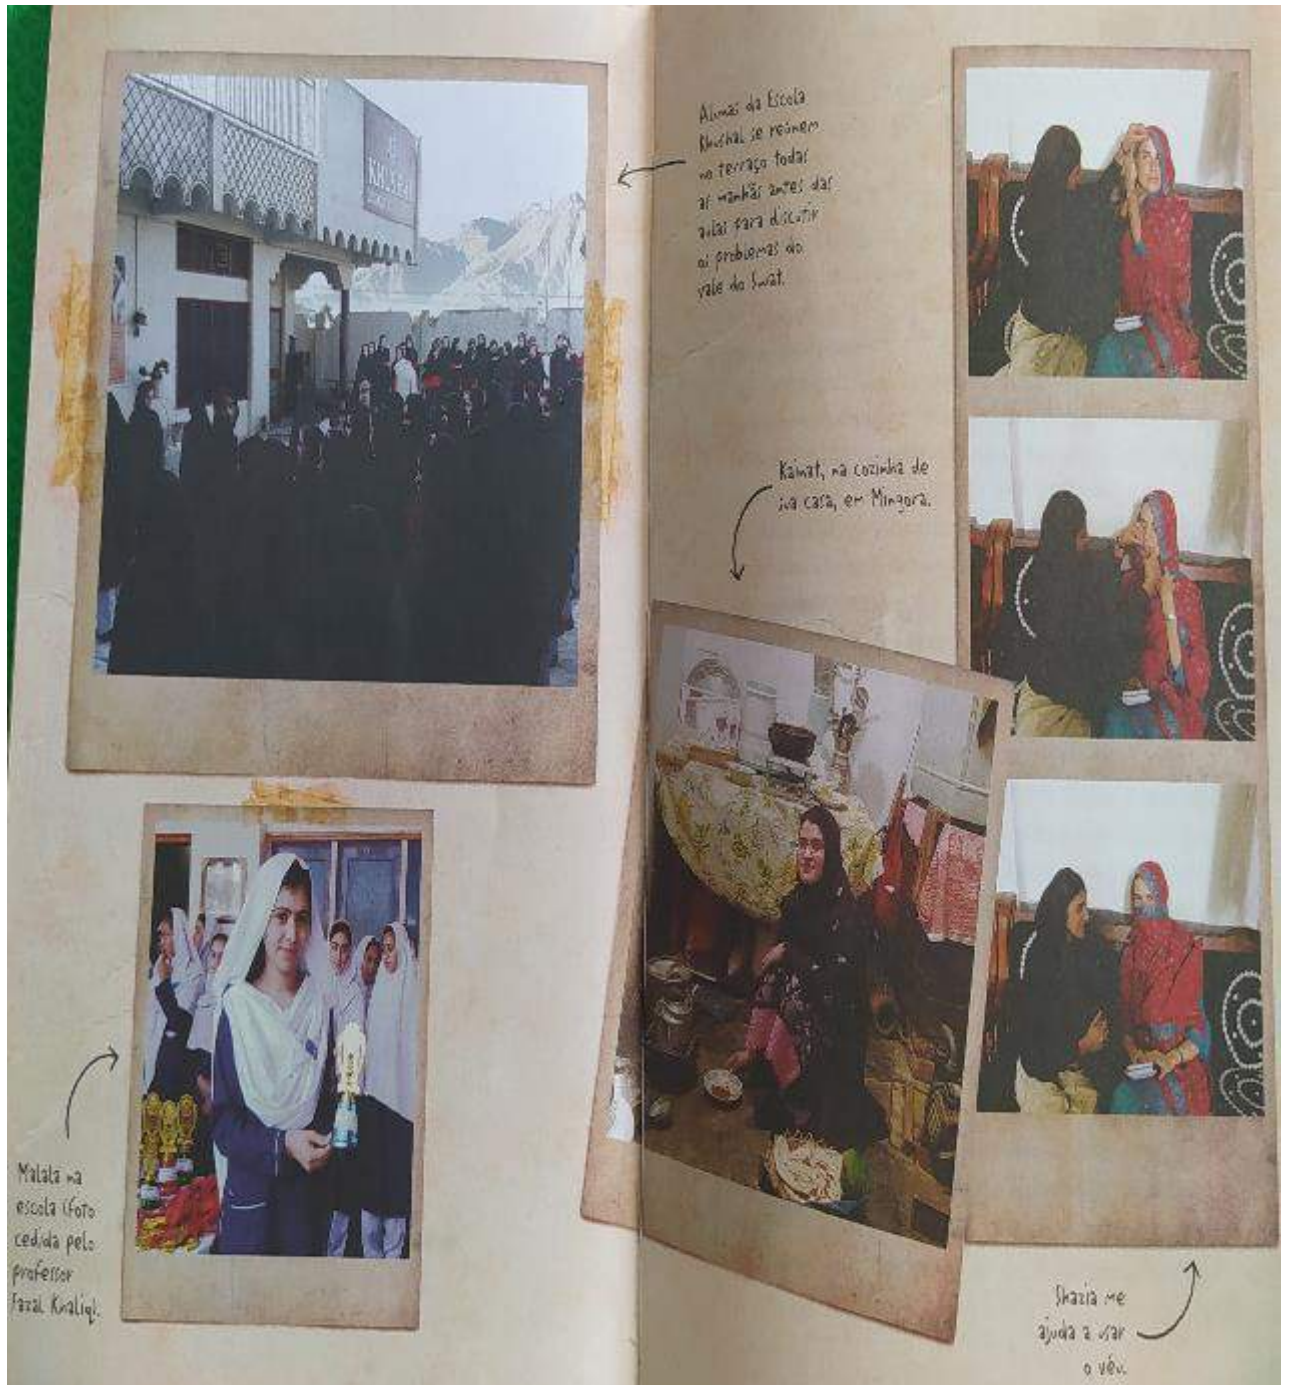 KHUSHAL
Alunas da Escola
Khushal se reúnem
no terraço todas
as manhãs antes das
aulas para discutir
os problemas do
vale do Swat.
Kainat, na cozinha de
sua casa, em Mingora.
Malala na
escola (foto
cedida pelo
professor
Fazal Khaliq).
Shazia me
ajuda a usar
o véu.